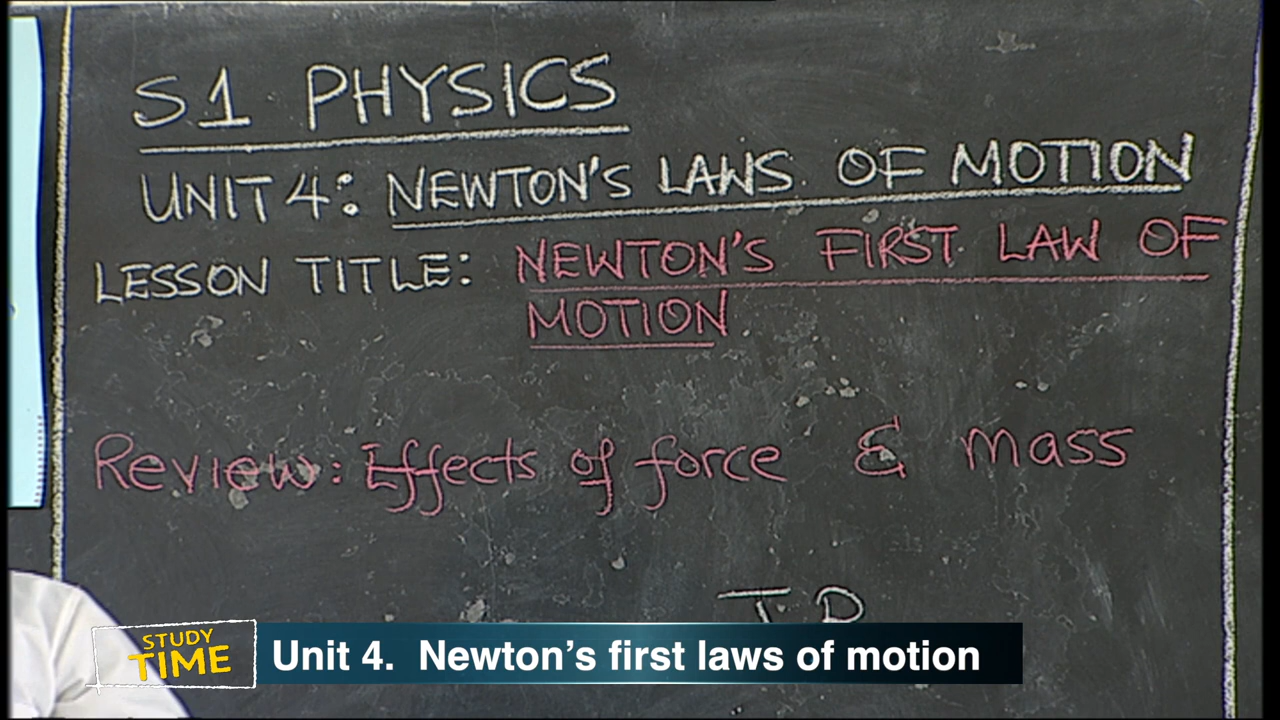 S1 PHYSICS
UNIT 4: NEWTON'S LAWS OF MOTION
LESSON TITLE: NEWTON'S FIRST LAW OF
MOTION
Review: Effects of force & mass
STUDY
TIME
Unit 4. Newton's first laws of motion